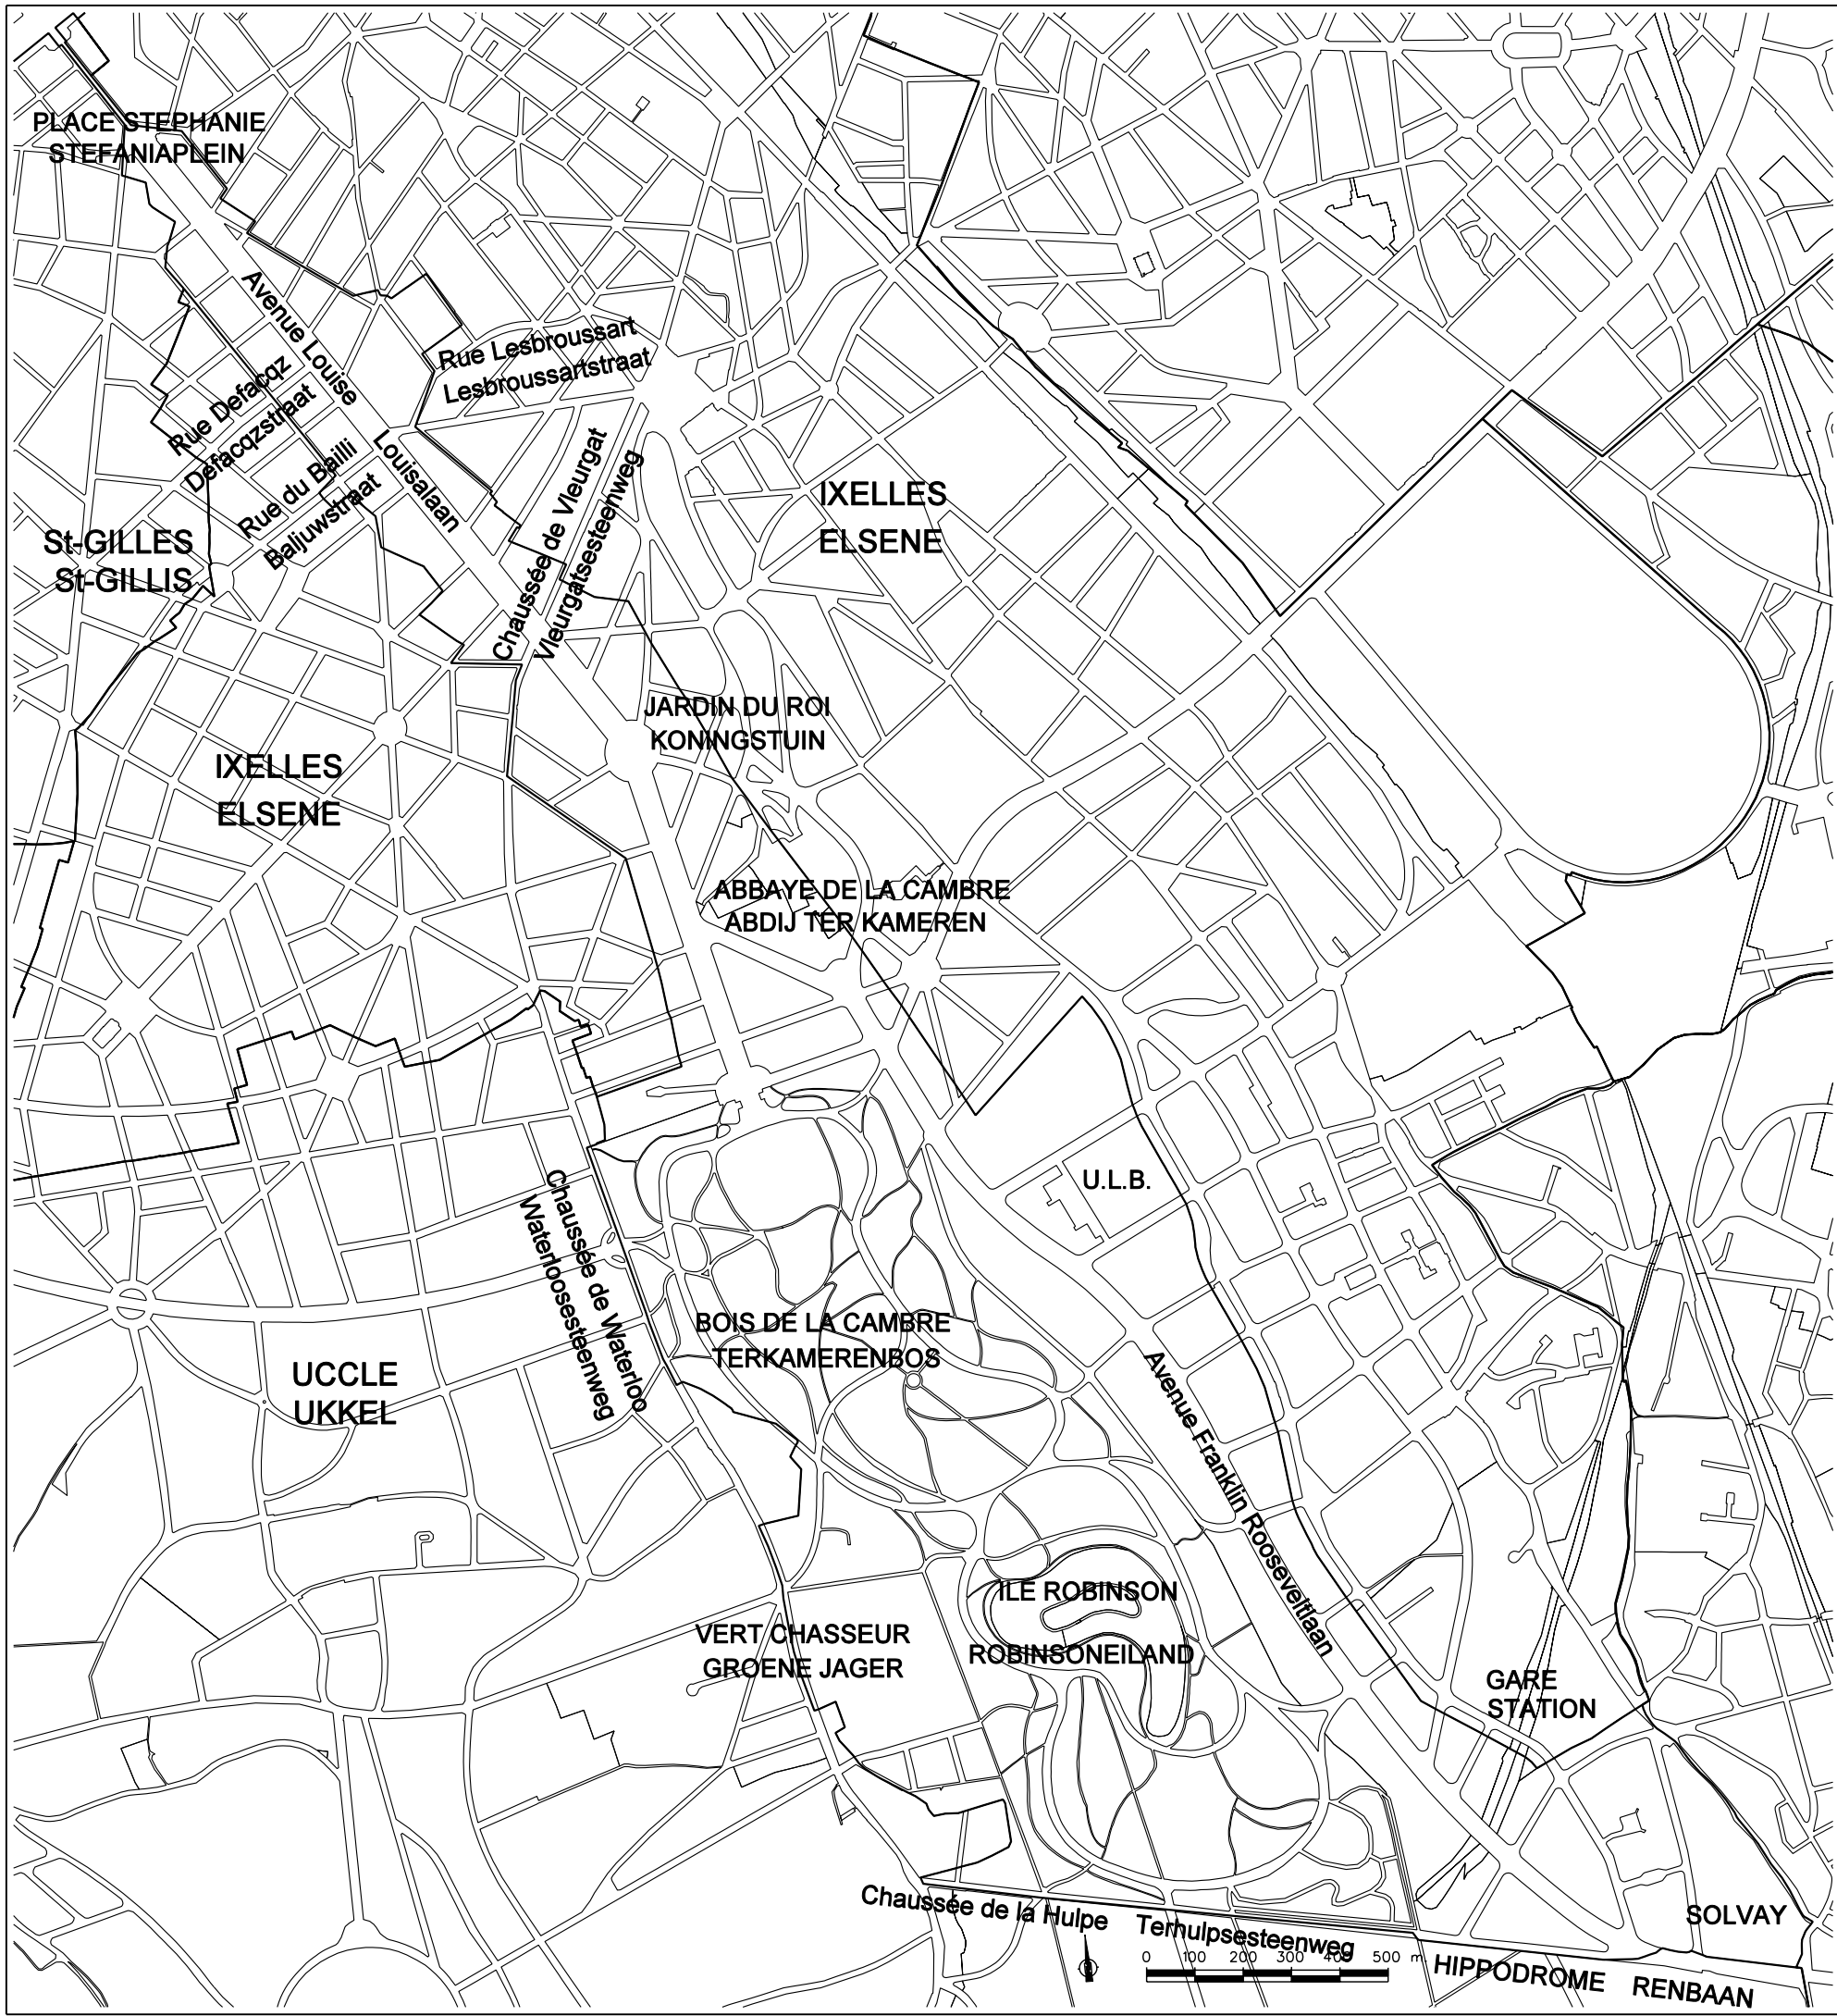 PLACE STEPHANIE
STEFANIAPLEIN
Avenue Louise
Louisalaan
Rue Lesbroussart
Lesbroussartstraat
Rue Defacqz
Defacqzstraat
Rue du Bailli
Baljuwstraat
Chaussée de Vleurgat
Vleurgatsesteenweg
IXELLES
ELSENE
St-GILLES
St-GILLIS
JARDIN DU ROI
KONINGSTUIN
IXELLES
ELSENE
ABBAYE DE LA CAMBRE
ABDIJ TER KAMEREN
U.L.B.
Chaussée de Waterloo
Waterloosesteenweg
BOIS DE LA CAMBRE
TERKAMERENBOS
UCCLE
UKKEL
Avenue Franklin Rooseveltlaan
ILE ROBINSON
ROBINSONEILAND
VERT CHASSEUR
GROENE JAGER
GARE
STATION
Chaussée de la Hulpe Terhulpsesteenweg
SOLVAY
0 100 200 300 400 500 m.
HIPPODROME RENBAAN